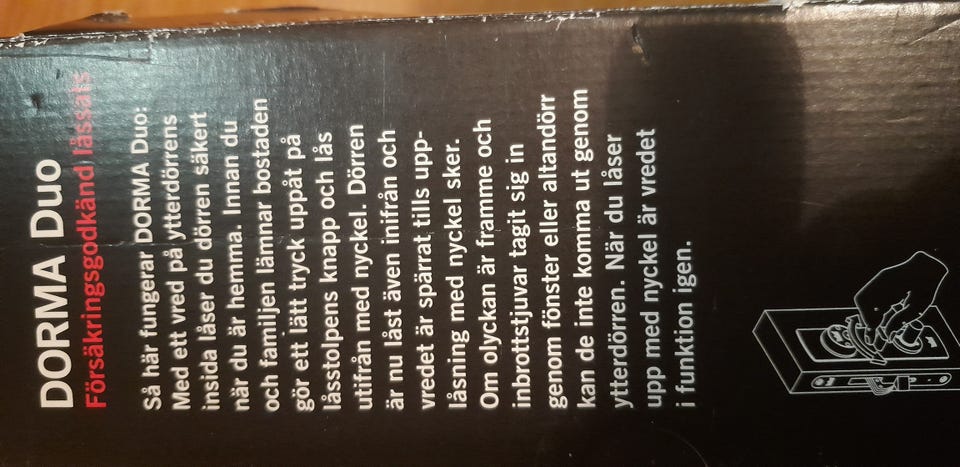 DORMA Duo
Försäkringsgodkänd låssats
Så här fungerar DORMA Duo:
Med ett vred på ytterdörrens
insida låser du dörren säkert
när du är hemma. Innan du
och familjen lämnar bostaden
gör ett lätt tryck uppåt på
låsstolpens knapp och lås
utifrån med nyckel. Dörren
är nu låst även inifrån och
vredet är spärrat tills upp-
låsning med nyckel sker.
Om olyckan är framme och
inbrottstjuvar tagit sig in
genom fönster eller altandörr
kan de inte komma ut genom
ytterdörren. När du låser
upp med nyckel är vredet
i funktion igen.